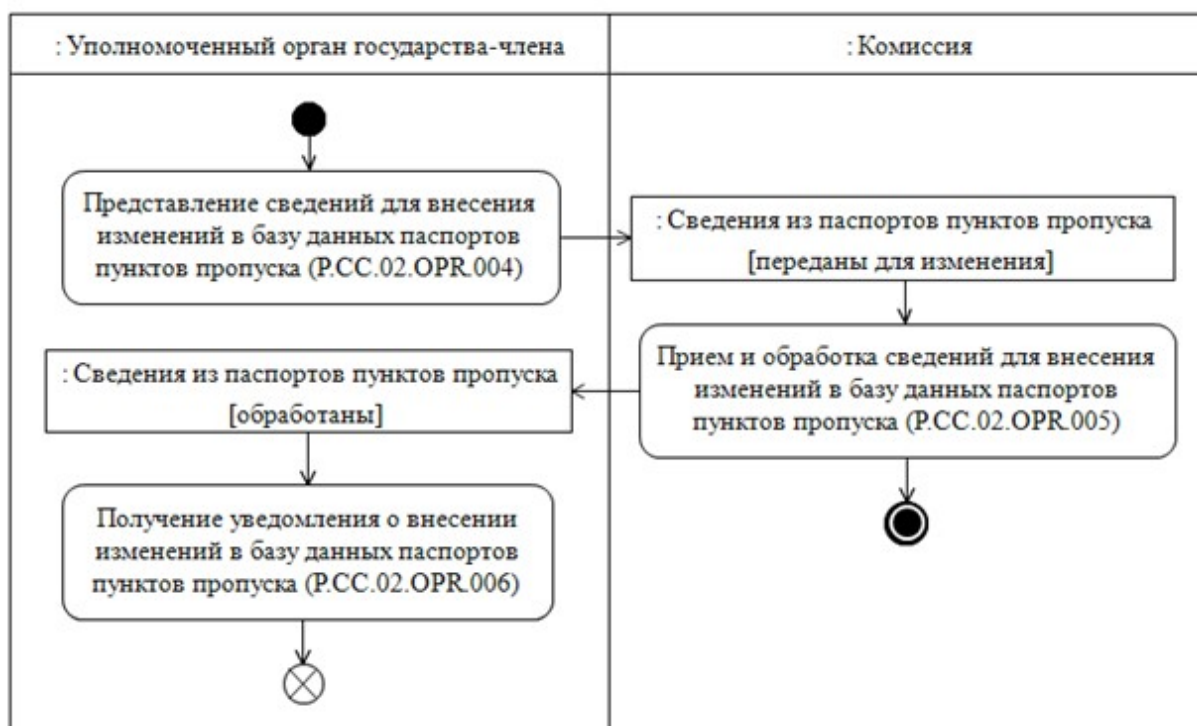 : Уполномоченный орган государства-члена
: Комиссия
Представление сведений для внесения
изменений в базу данных паспортов
пунктов пропуска (P.CC.02.OPR.004)
: Сведения из паспортов пунктов пропуска
[переданы для изменения]
Прием и обработка сведений для внесения
изменений в базу данных паспортов
пунктов пропуска (P.CC.02.OPR.005)
: Сведения из паспортов пунктов пропуска
[обработаны]
Получение уведомления о внесении
изменений в базу данных паспортов
пунктов пропуска (P.CC.02.OPR.006)